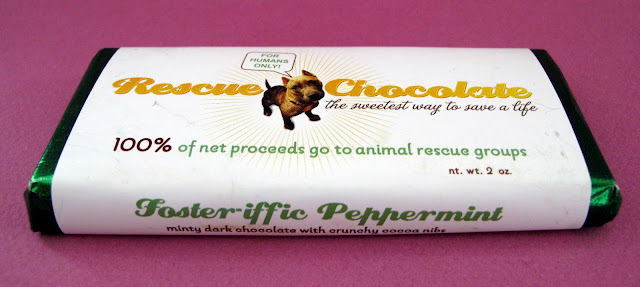 FOR
HUMANS
ONLY!
Rescue Chocolate
the sweetest way to save a life
100% of net proceeds go to animal rescue groups
nt. wt. 2 oz.
Foster-iffic Peppermint
minty dark chocolate with crunchy cocoa nibs